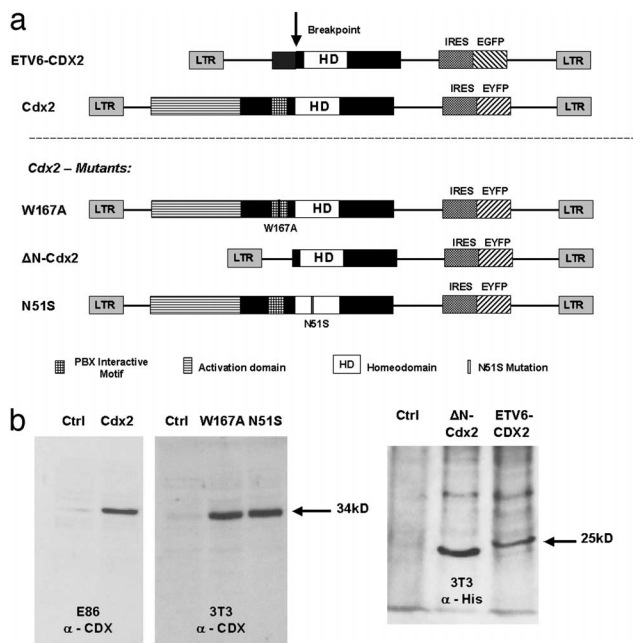 a
Breakpoint
IRES EGFP
ETV6-CDX2
LTR
HD
LTR
IRES EYFP
Cdx2
LTR
HD
LTR
Cdx2 – Mutants:
IRES EYFP
W167A
LTR
HD
LTR
W167A
IRES EYFP
ΔN-Cdx2
LTR
HD
LTR
IRES EYFP
N51S
LTR
HD
LTR
N51S
PBX Interactive Motif
Activation domain
HD Homeodomain
N51S Mutation
b
Ctrl Cdx2
Ctrl W167A N51S
Ctrl ΔN-Cdx2 ETV6-CDX2
34kD
25kD
E86
α - CDX
3T3
α - CDX
3T3
α - His